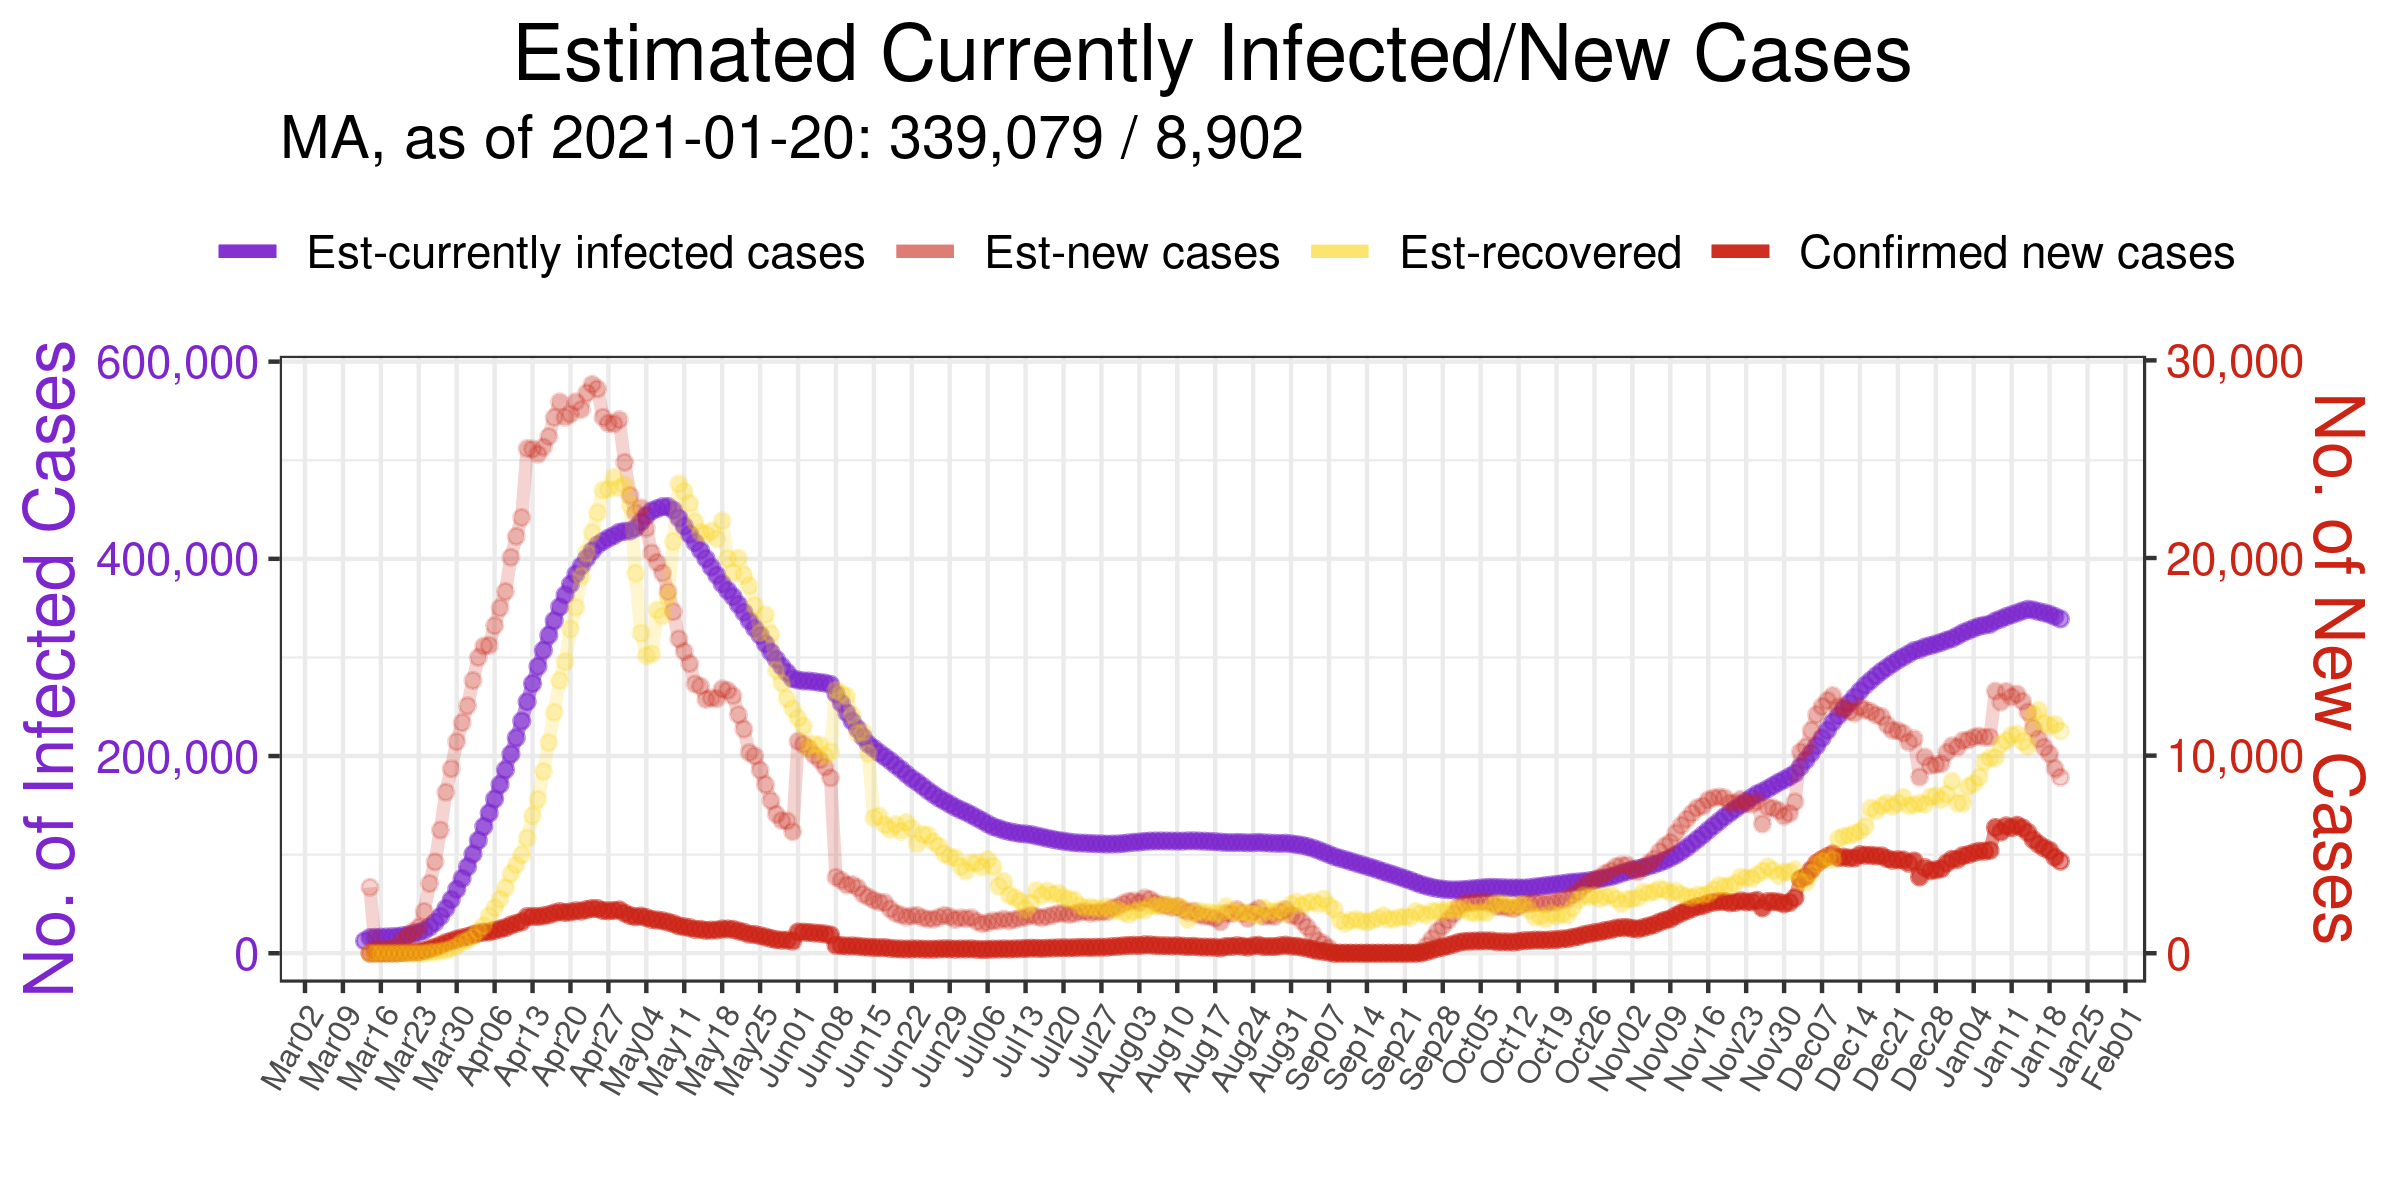 Estimated Currently Infected/New Cases
MA, as of 2021-01-20: 339,079 / 8,902
Est-currently infected cases Est-new cases Est-recovered Confirmed new cases
No. of Infected Cases
600,000
400,000
200,000
0
30,000
20,000
10,000
0
No. of New Cases
Mar02 Mar09 Mar16 Mar23 Mar30 Apr06 Apr13 Apr20 Apr27 May04 May11 May18 May25 Jun01 Jun08 Jun15 Jun22 Jun29 Jul06 Jul13 Jul20 Jul27 Aug03 Aug10 Aug17 Aug24 Aug31 Sep07 Sep14 Sep21 Sep28 Oct05 Oct12 Oct19 Oct26 Nov02 Nov09 Nov16 Nov23 Nov30 Dec07 Dec14 Dec21 Dec28 Jan04 Jan11 Jan18 Jan25 Feb01